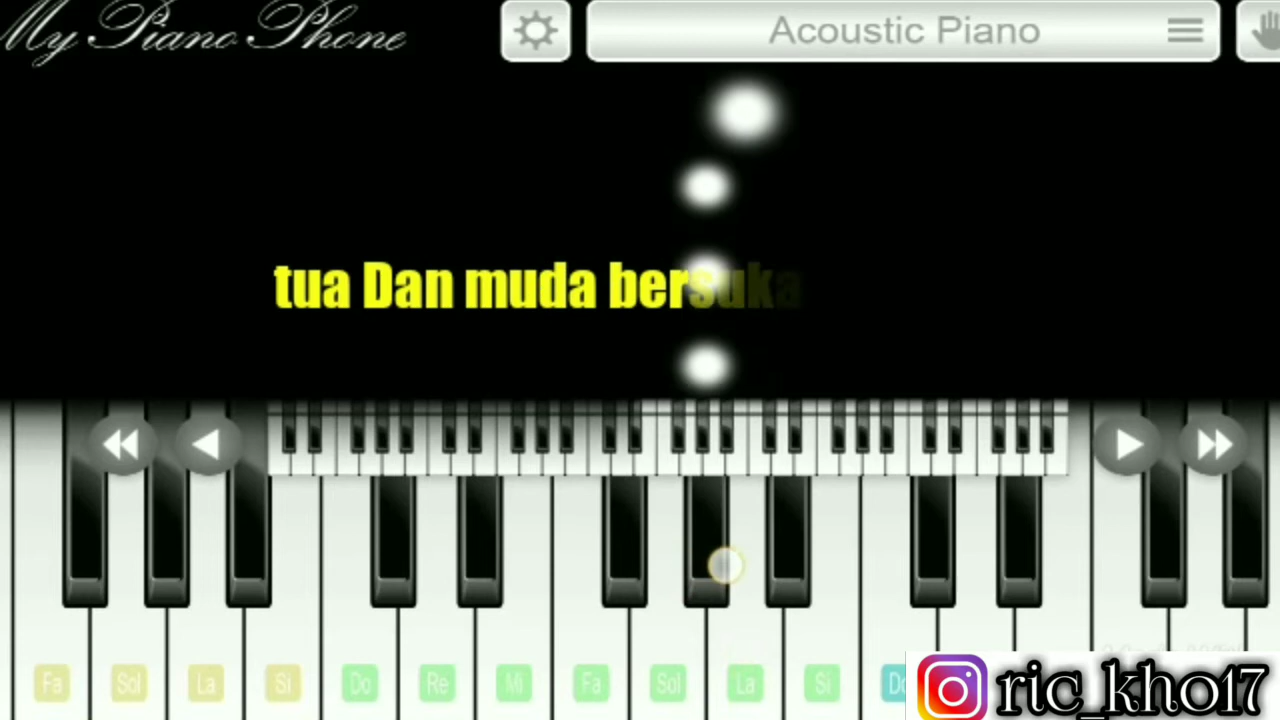 My Piano Phone
Acoustic Piano
tua Dan muda bersuka
Fa Sol La Si Do Re Mi Fa Sol La Si Do
ric_kho17